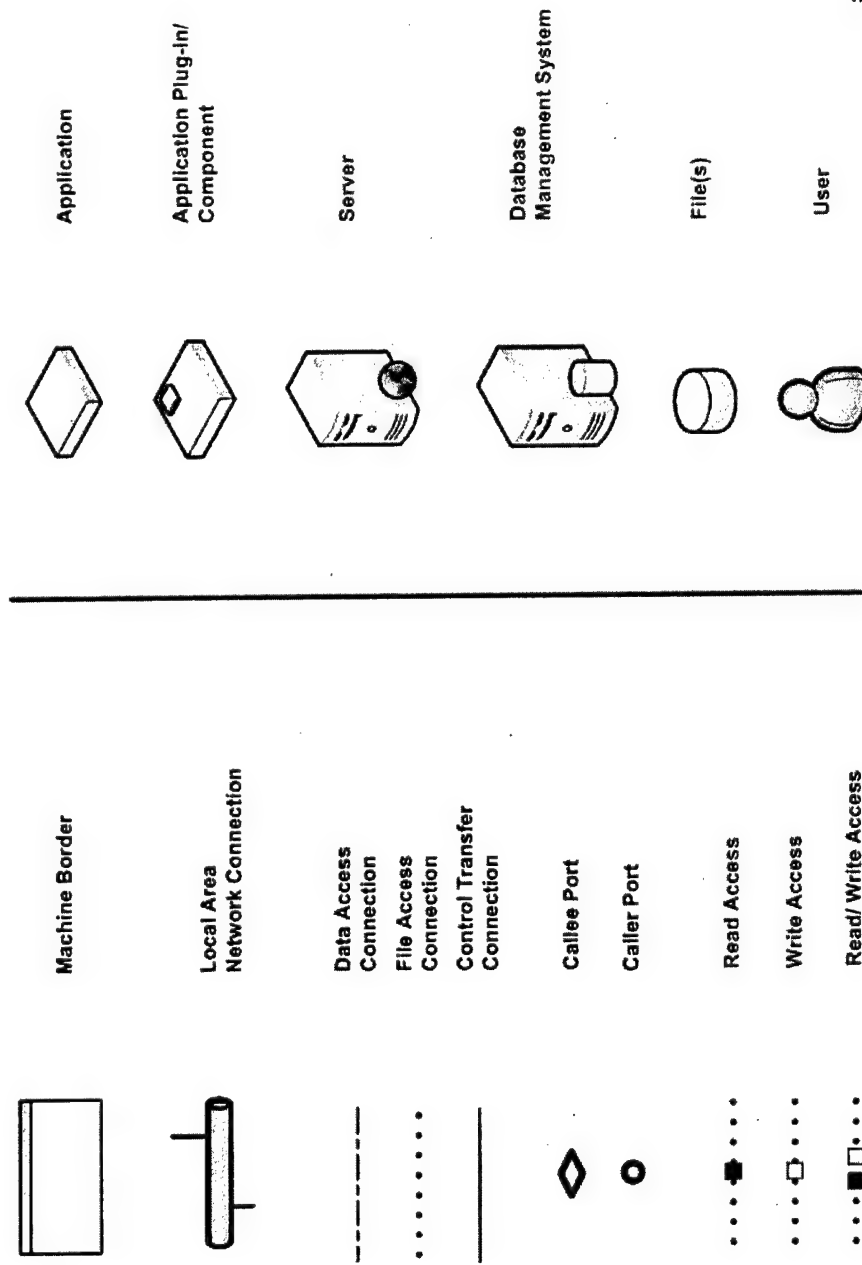 Machine Border
Local Area
Network Connection
Data Access
Connection
File Access
Connection
Control Transfer
Connection
Callee Port
Caller Port
Read Access
Write Access
Read/ Write Access
Application
Application Plug-In/
Component
Server
Database
Management System
File(s)
User